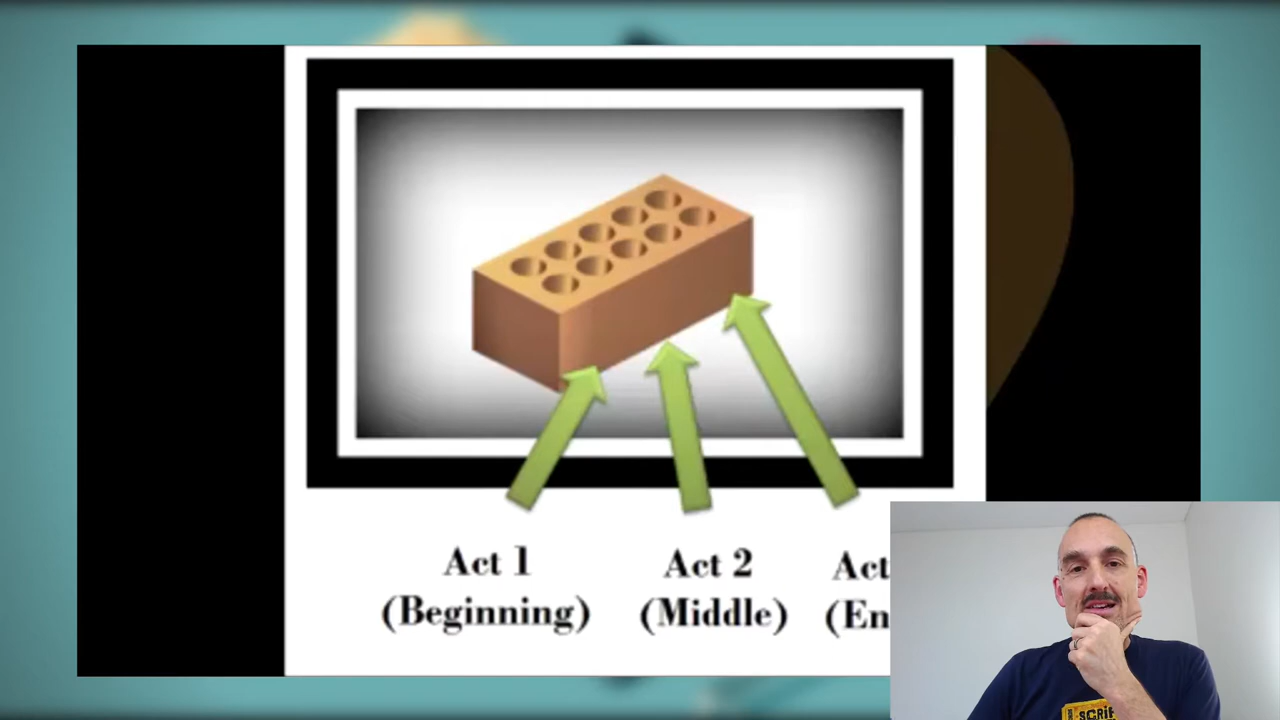 Act 1
(Beginning)
Act 2
(Middle)
Act
(En